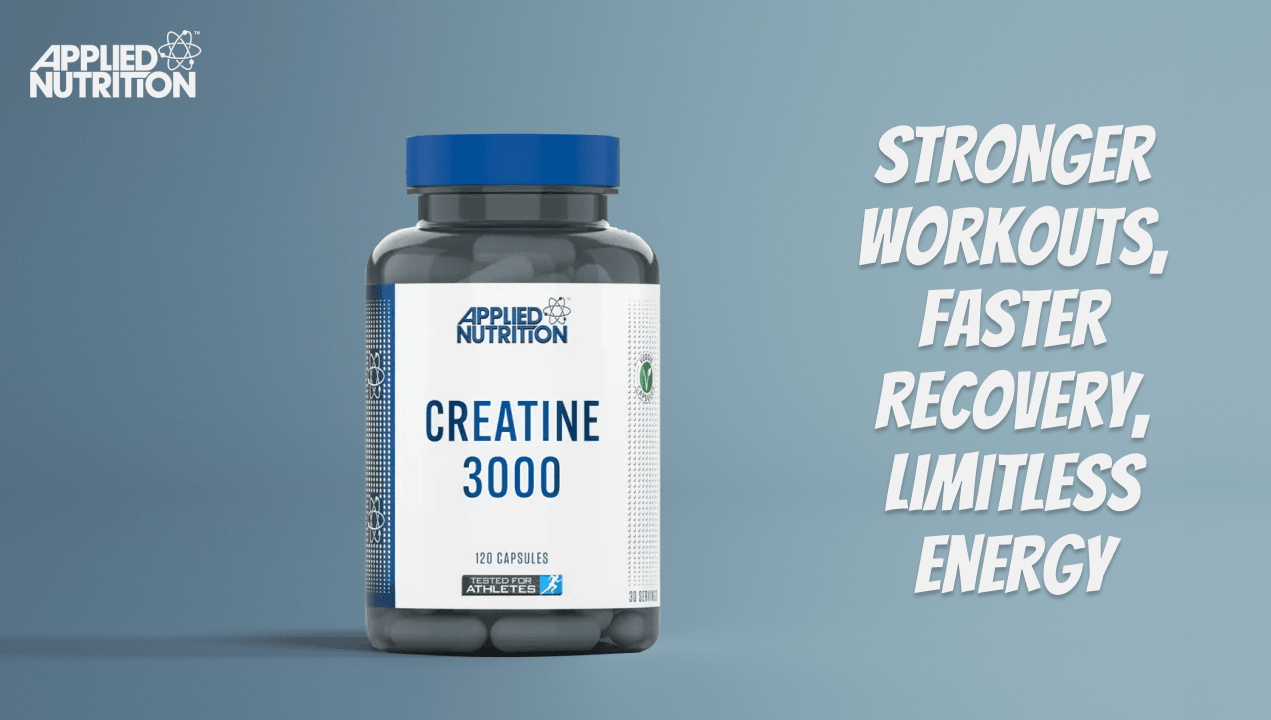 APPLIED
NUTRITION
STRONGER
WORKOUTS,
FASTER
RECOVERY,
LIMITLESS
ENERGY
APPLIED
NUTRITION
CREATINE
3000
120 CAPSULES
TESTED FOR
ATHLETES
30 SERVINGS